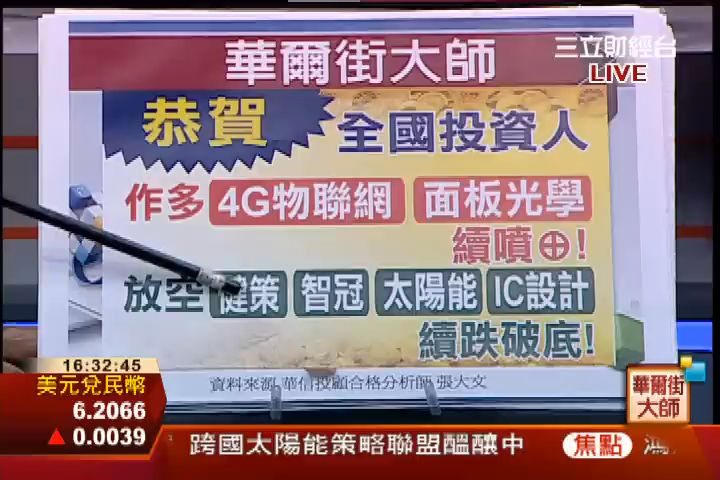 華爾街大師
三立財經台
LIVE
恭賀
全國投資人
作多 4G物聯網 面板光學
續噴⊕!
放空 健策 智冠 太陽能 IC設計
續跌破底!
資料來源 華信投顧合格分析師 張大文
16:32:45
美元兌民幣
6.2066
▲0.0039
華爾街
大師
跨國太陽能策略聯盟醞釀中
焦點